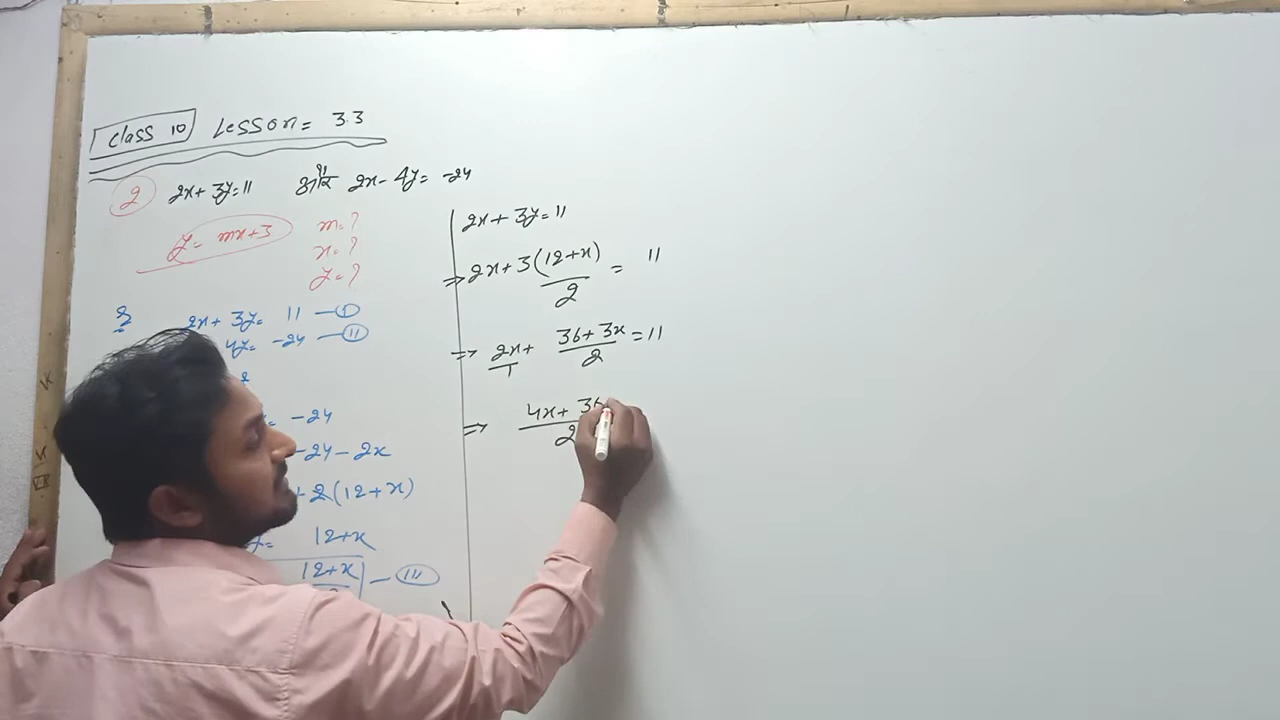 Class 10 Lesson = 3.3
2 2x + 3y = 11 और 2x - 4y = -24
y = mx + 3
m = ?
x = ?
y = ?
2x + 3y = 11 — I
4y = -24 — II
= -24
-24 - 2x
2(12 + x)
y = 12 + x
12 + x — III
2x + 3y = 11
⇒ 2x + 3(12 + x)/2 = 11
⇒ 2x/1 + 36 + 3x/2 = 11
⇒ 4x + 36/2